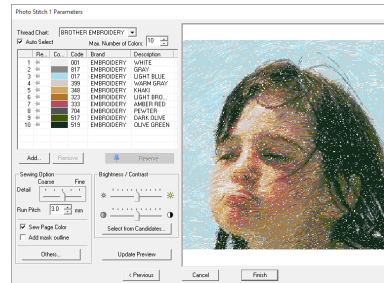 Photo Stitch 1 Parameters
Thread Chart: BROTHER EMBROIDERY
Auto Select Max. Number of Colors: 10
Re... Co... Code Brand Description
1 001 EMBROIDERY WHITE
2 817 EMBROIDERY GRAY
3 017 EMBROIDERY LIGHT BLUE
4 399 EMBROIDERY WARM GRAY
5 348 EMBROIDERY KHAKI
6 323 EMBROIDERY LIGHT BRO...
7 333 EMBROIDERY AMBER RED
8 704 EMBROIDERY PEWTER
9 517 EMBROIDERY DARK OLIVE
10 519 EMBROIDERY OLIVE GREEN
Add... Remove Reserve
Sewing Option Brightness / Contrast
Coarse Fine
Detail
Run Pitch 3.0 mm
Sew Page Color Select from Candidates...
Add mask outline
Others... Update Preview
< Previous Cancel Finish